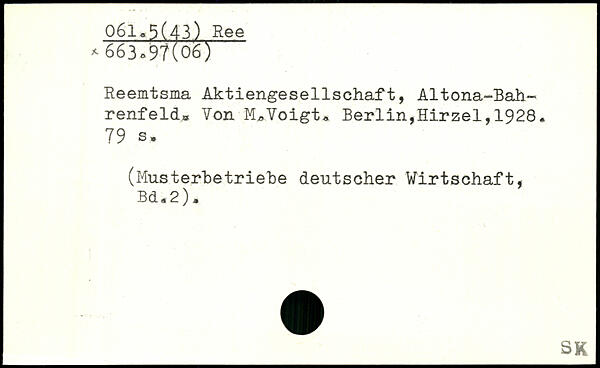 061.5(43) Ree
× 663.97(06)
Reemtsma Aktiengesellschaft, Altona-Bah-
renfeld. Von M.Voigt. Berlin,Hirzel,1928.
79 s.
(Musterbetriebe deutscher Wirtschaft,
Bd.2).
SK